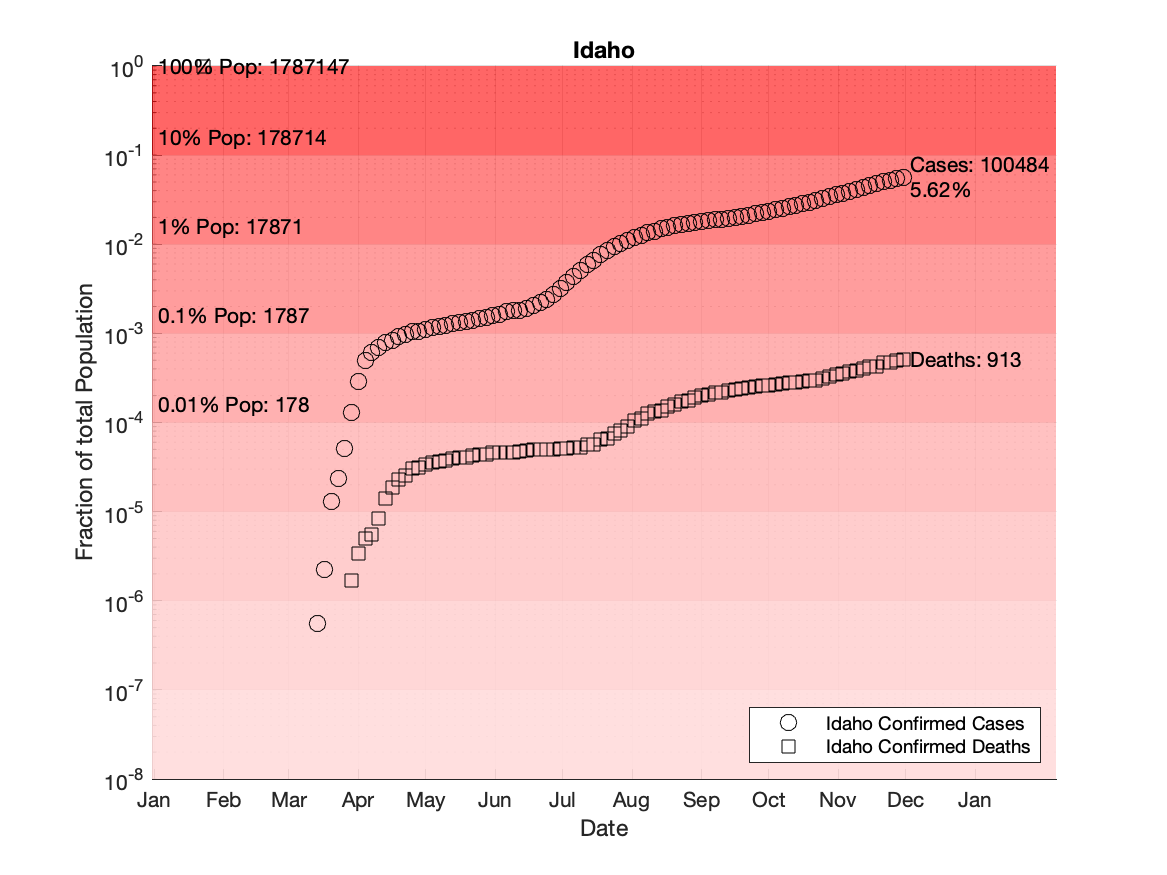 Idaho
10^0
100% Pop: 1787147
10% Pop: 178714
10^-1
Cases: 100484
5.62%
1% Pop: 17871
10^-2
0.1% Pop: 1787
10^-3
Deaths: 913
0.01% Pop: 178
10^-4
10^-5
10^-6
10^-7
10^-8
Fraction of total Population
Idaho Confirmed Cases
Idaho Confirmed Deaths
Jan Feb Mar Apr May Jun Jul Aug Sep Oct Nov Dec Jan
Date